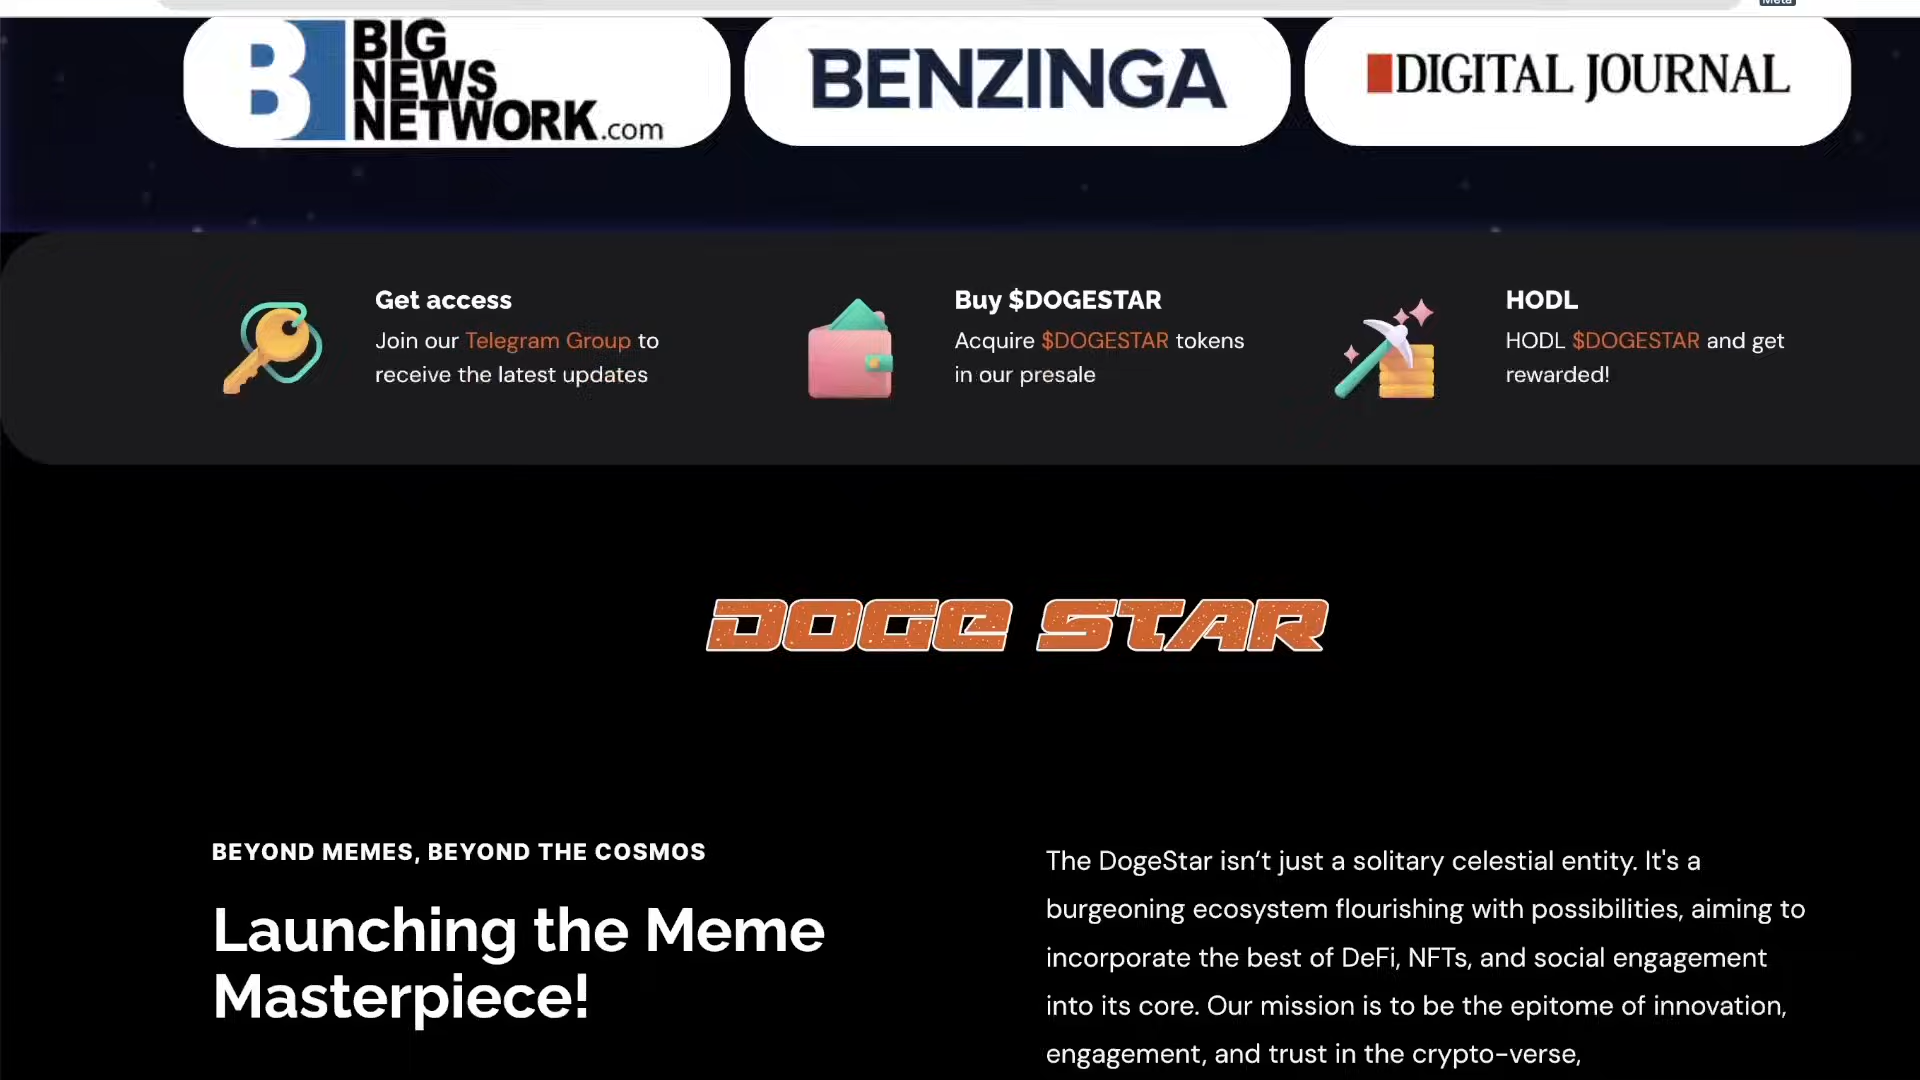 Meta
B BIG
NEWS
NETWORK.com
BENZINGA
DIGITAL JOURNAL
Get access
Join our Telegram Group to
receive the latest updates
Buy $DOGESTAR
Acquire $DOGESTAR tokens
in our presale
HODL
HODL $DOGESTAR and get
rewarded!
DOGE STAR
BEYOND MEMES, BEYOND THE COSMOS
Launching the Meme
Masterpiece!
The DogeStar isn’t just a solitary celestial entity. It's a
burgeoning ecosystem flourishing with possibilities, aiming to
incorporate the best of DeFi, NFTs, and social engagement
into its core. Our mission is to be the epitome of innovation,
engagement, and trust in the crypto-verse,